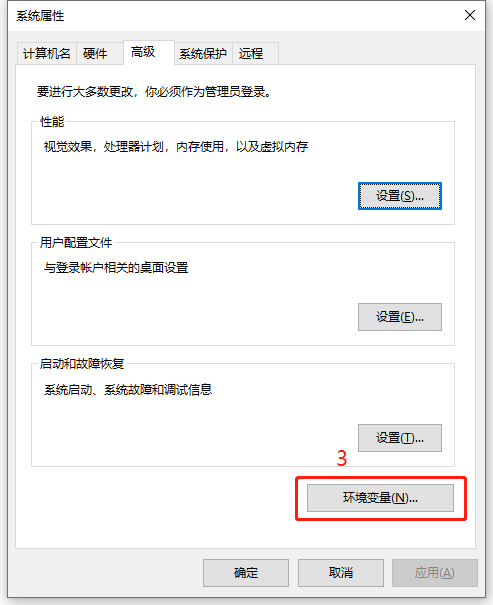 系统属性
计算机名 硬件 高级 系统保护 远程
要进行大多数更改，你必须作为管理员登录。
性能
视觉效果，处理器计划，内存使用，以及虚拟内存
设置(S)...
用户配置文件
与登录帐户相关的桌面设置
设置(E)...
启动和故障恢复
系统启动、系统故障和调试信息
设置(T)...
3
环境变量(N)...
确定 取消 应用(A)